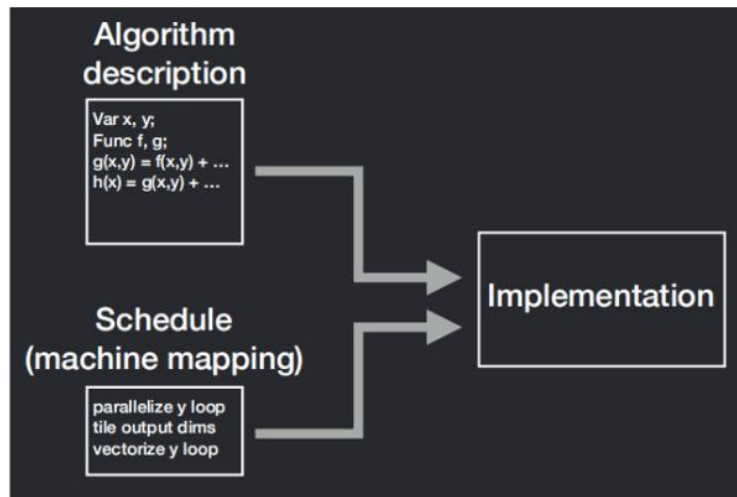 Algorithm
description
Var x, y;
Func f, g;
g(x,y) = f(x,y) + ...
h(x) = g(x,y) + ...
Schedule
(machine mapping)
parallelize y loop
tile output dims
vectorize y loop
Implementation